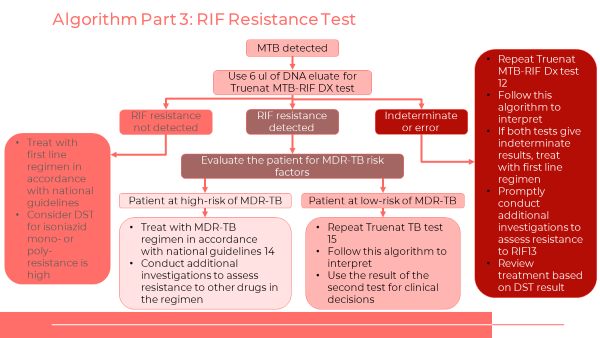 Algorithm Part 3: RIF Resistance Test
MTB detected
Use 6 ul of DNA eluate for
Truenat MTB-RIF DX test
RIF resistance
not detected
RIF resistance
detected
Indeterminate
or error
Evaluate the patient for MDR-TB risk
factors
Patient at high-risk of MDR-TB
Patient at low-risk of MDR-TB
• Treat with
first line
regimen in
accordance
with national
guidelines
• Consider DST
for isoniazid
mono- or
poly-
resistance is
high
• Treat with MDR-TB
regimen in accordance
with national guidelines 14
• Conduct additional
investigations to assess
resistance to other drugs in
the regimen
• Repeat Truenat TB test
15
• Follow this algorithm to
interpret
• Use the result of the
second test for clinical
decisions
• Repeat Truenat
MTB-RIF Dx test
12
• Follow this
algorithm to
interpret
• If both tests give
indeterminate
results, treat
with first line
regimen
• Promptly
conduct
additional
investigations to
assess resistance
to RIF13
• Review
treatment based
on DST result